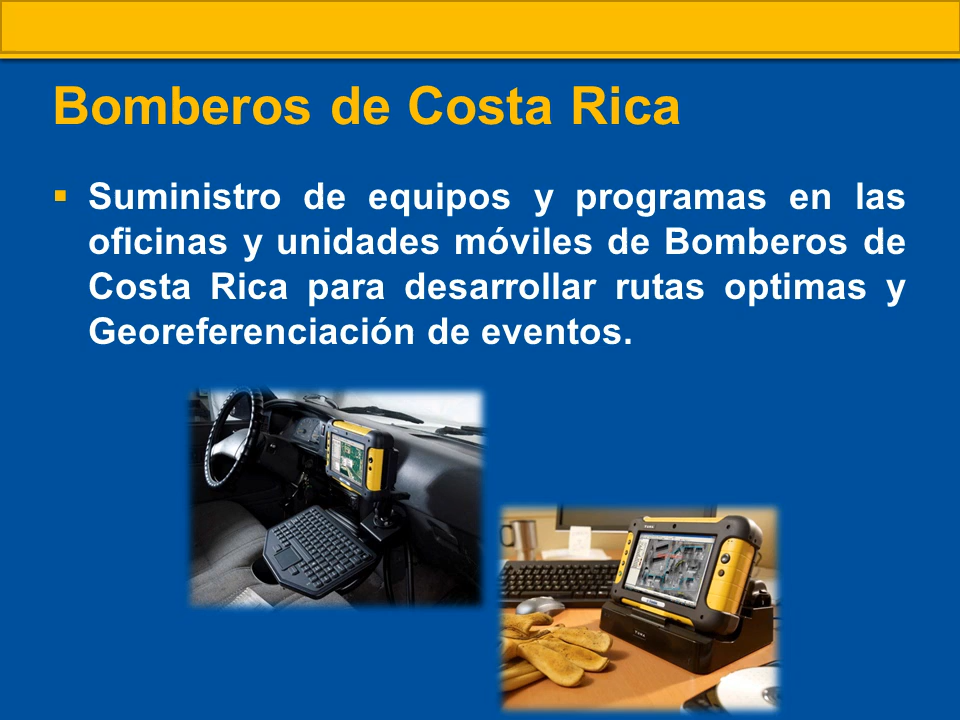 Bomberos de Costa Rica
▪ Suministro de equipos y programas en las
oficinas y unidades móviles de Bomberos de
Costa Rica para desarrollar rutas optimas y
Georeferenciación de eventos.